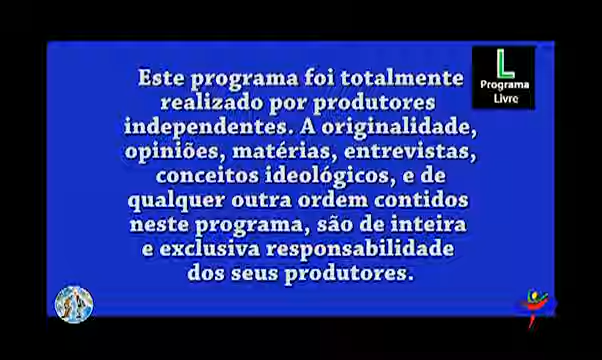 Este programa foi totalmente
realizado por produtores
independentes. A originalidade,
opiniões, matérias, entrevistas,
conceitos ideológicos, e de
qualquer outra ordem contidos
neste programa, são de inteira
e exclusiva responsabilidade
dos seus produtores.
L
Programa
Livre